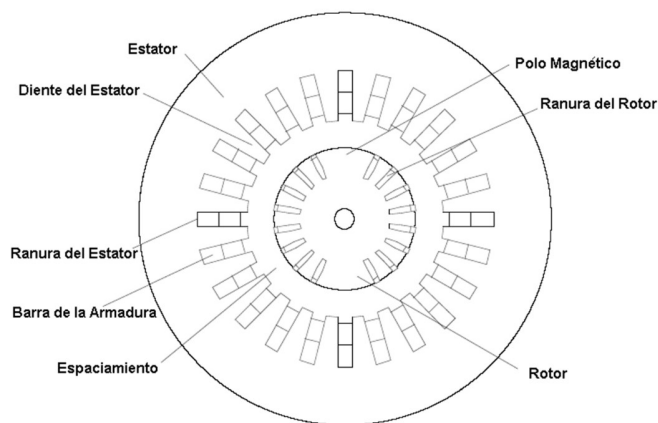 Estator
Polo Magnético
Diente del Estator
Ranura del Rotor
Ranura del Estator
Barra de la Armadura
Espaciamiento
Rotor